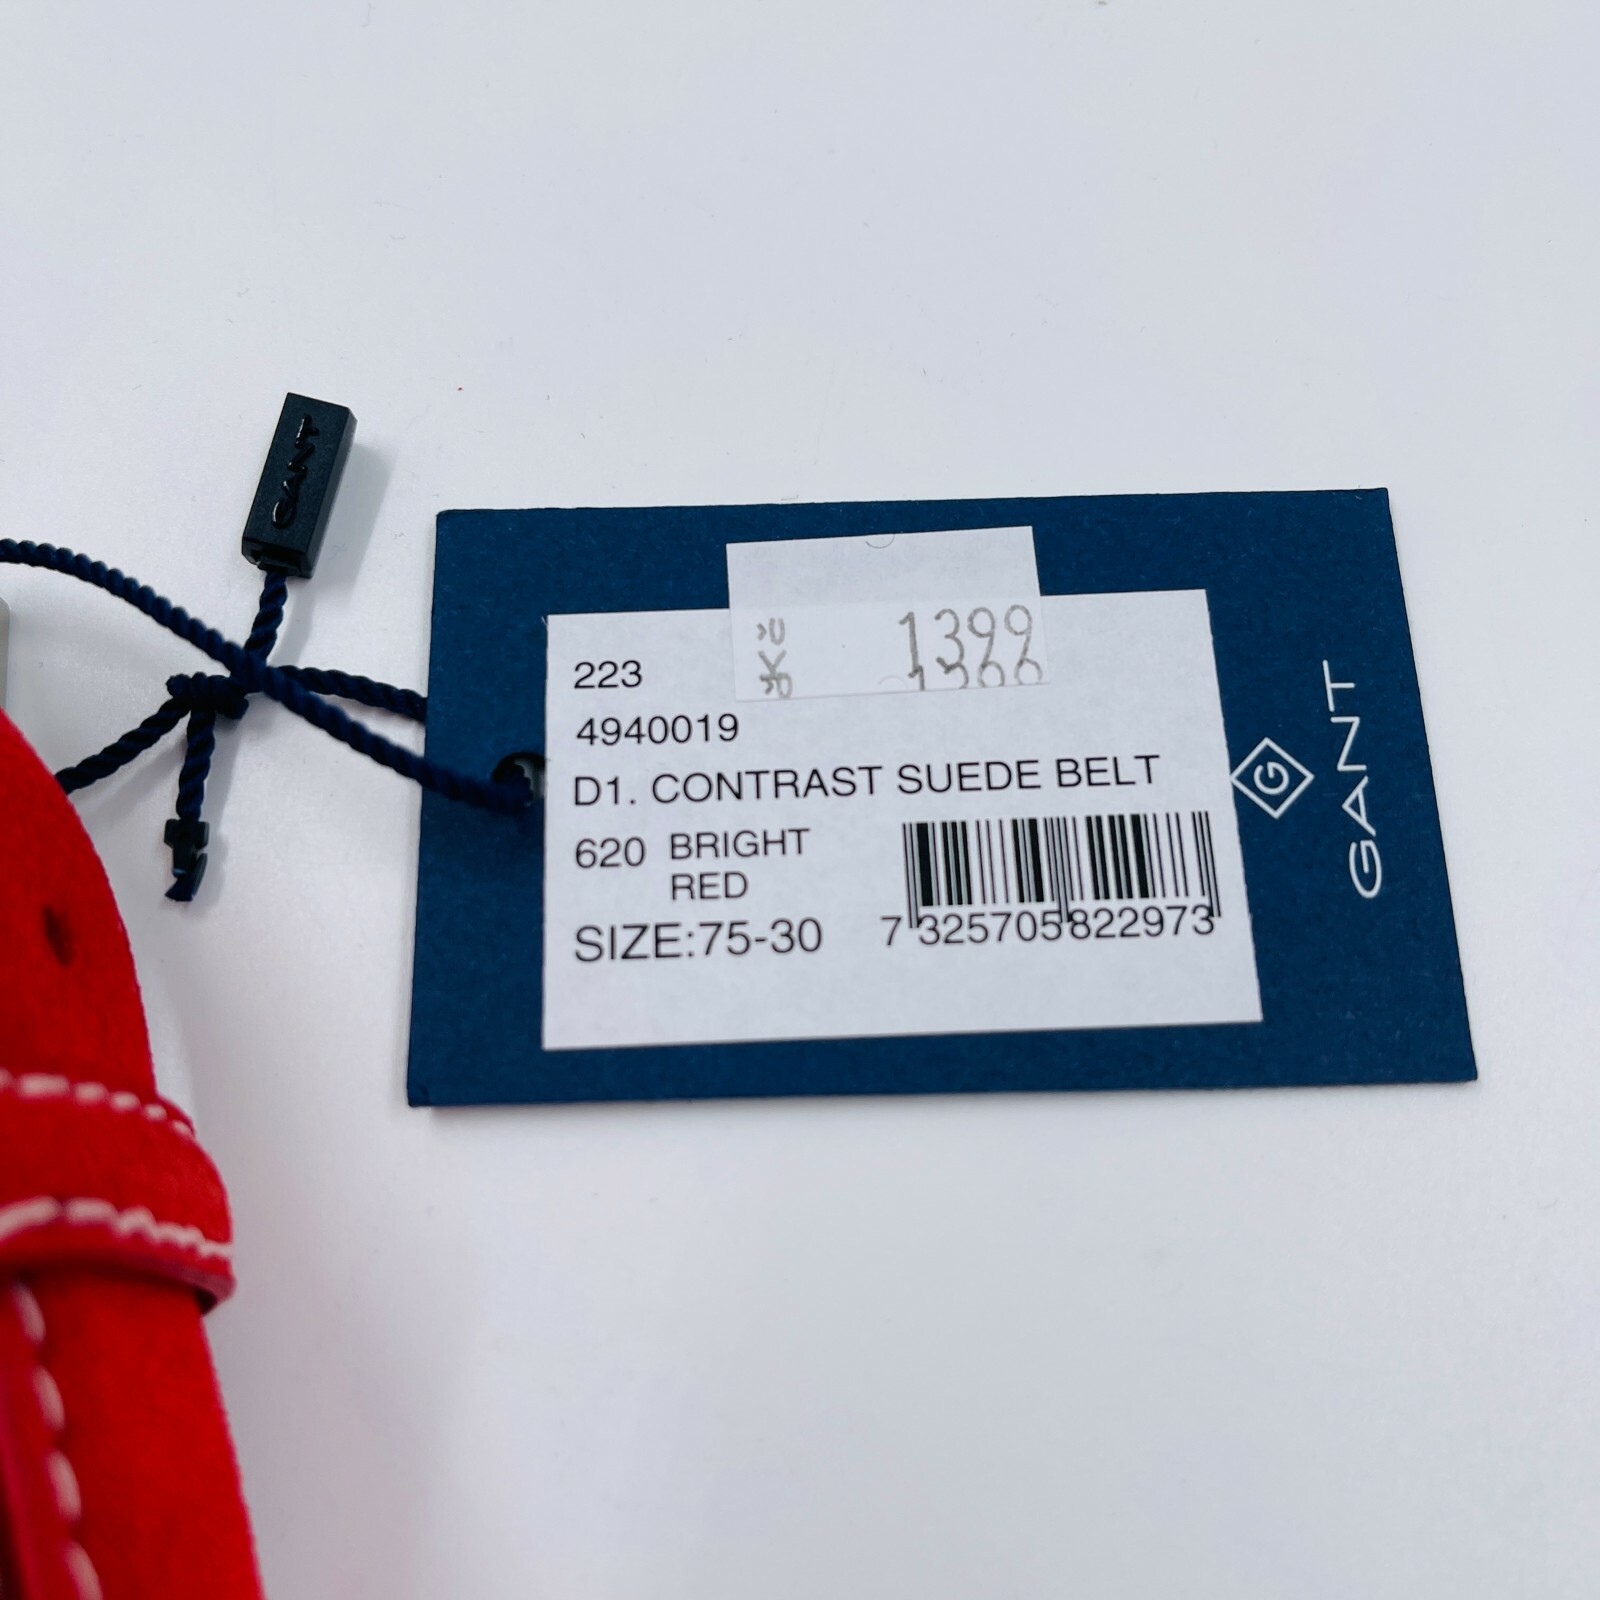 GANT
1399
223
4940019
D1. CONTRAST SUEDE BELT
620 BRIGHT
RED
SIZE:75-30
7 325705 822973
G
GANT